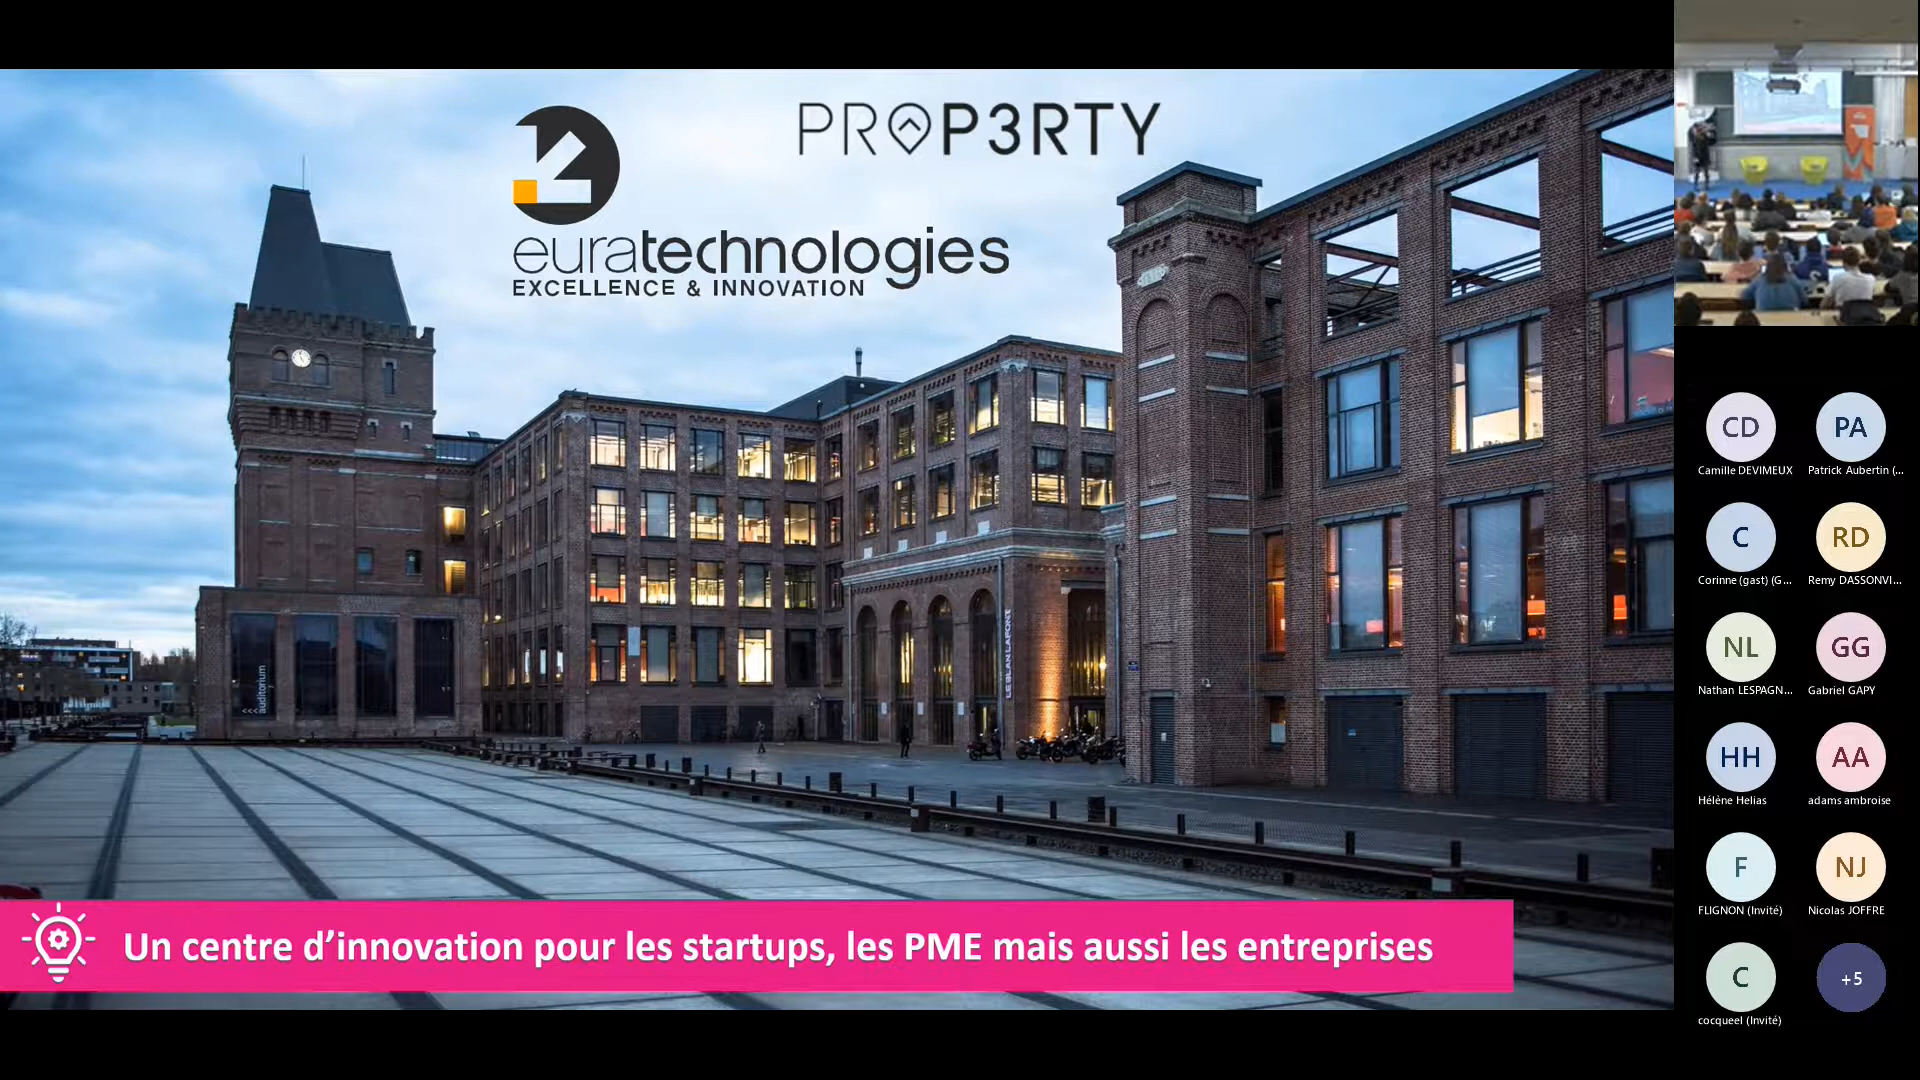 PROP3RTY
euratechnologies
EXCELLENCE & INNOVATION
auditorium
LE BLAN LAFONT
Un centre d’innovation pour les startups, les PME mais aussi les entreprises
CD
Camille DEVIMEUX
PA
Patrick Aubertin (...
C
Corinne (gast) (G...
RD
Remy DASSONVI...
NL
Nathan LESPAGN...
GG
Gabriel GAPY
HH
Hélène Helias
AA
adams ambroise
F
FLIGNON (Invité)
NJ
Nicolas JOFFRE
C
cocqueel (Invité)
+5